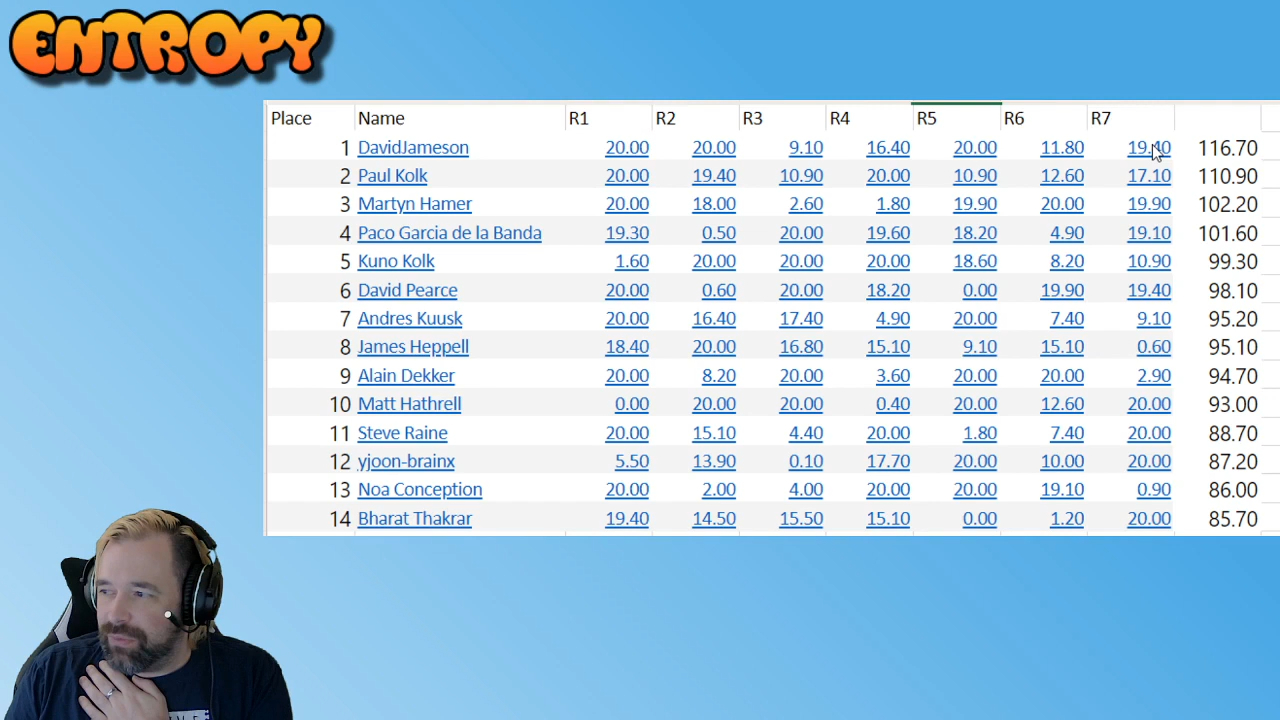 ENTROPY
Place Name R1 R2 R3 R4 R5 R6 R7
1 DavidJameson 20.00 20.00 9.10 16.40 20.00 11.80 19.40 116.70
2 Paul Kolk 20.00 19.40 10.90 20.00 10.90 12.60 17.10 110.90
3 Martyn Hamer 20.00 18.00 2.60 1.80 19.90 20.00 19.90 102.20
4 Paco Garcia de la Banda 19.30 0.50 20.00 19.60 18.20 4.90 19.10 101.60
5 Kuno Kolk 1.60 20.00 20.00 20.00 18.60 8.20 10.90 99.30
6 David Pearce 20.00 0.60 20.00 18.20 0.00 19.90 19.40 98.10
7 Andres Kuusk 20.00 16.40 17.40 4.90 20.00 7.40 9.10 95.20
8 James Heppell 18.40 20.00 16.80 15.10 9.10 15.10 0.60 95.10
9 Alain Dekker 20.00 8.20 20.00 3.60 20.00 20.00 2.90 94.70
10 Matt Hathrell 0.00 20.00 20.00 0.40 20.00 12.60 20.00 93.00
11 Steve Raine 20.00 15.10 4.40 20.00 1.80 7.40 20.00 88.70
12 yjoon-brainx 5.50 13.90 0.10 17.70 20.00 10.00 20.00 87.20
13 Noa Conception 20.00 2.00 4.00 20.00 20.00 19.10 0.90 86.00
14 Bharat Thakrar 19.40 14.50 15.50 15.10 0.00 1.20 20.00 85.70